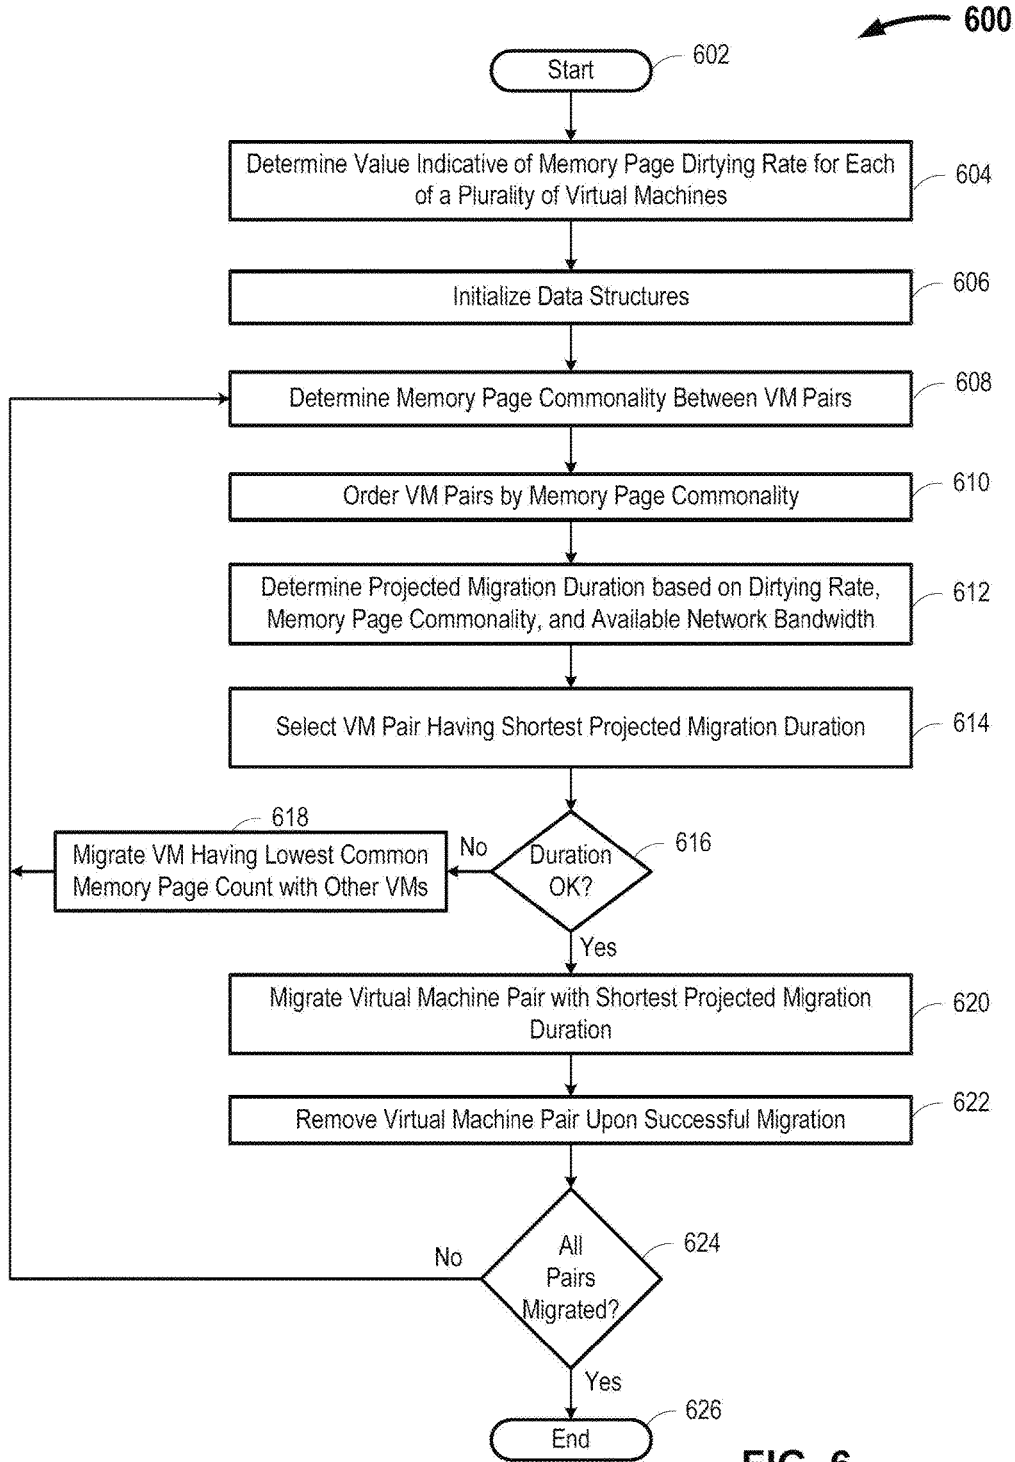 600
Start
602
Determine Value Indicative of Memory Page Dirtying Rate for Each
of a Plurality of Virtual Machines
604
Initialize Data Structures
606
Determine Memory Page Commonality Between VM Pairs
608
Order VM Pairs by Memory Page Commonality
610
Determine Projected Migration Duration based on Dirtying Rate,
Memory Page Commonality, and Available Network Bandwidth
612
Select VM Pair Having Shortest Projected Migration Duration
614
618
Migrate VM Having Lowest Common
Memory Page Count with Other VMs
No
Duration
OK?
616
Yes
Migrate Virtual Machine Pair with Shortest Projected Migration
Duration
620
Remove Virtual Machine Pair Upon Successful Migration
622
No
All
Pairs
Migrated?
624
Yes
End
626
FIG. 6